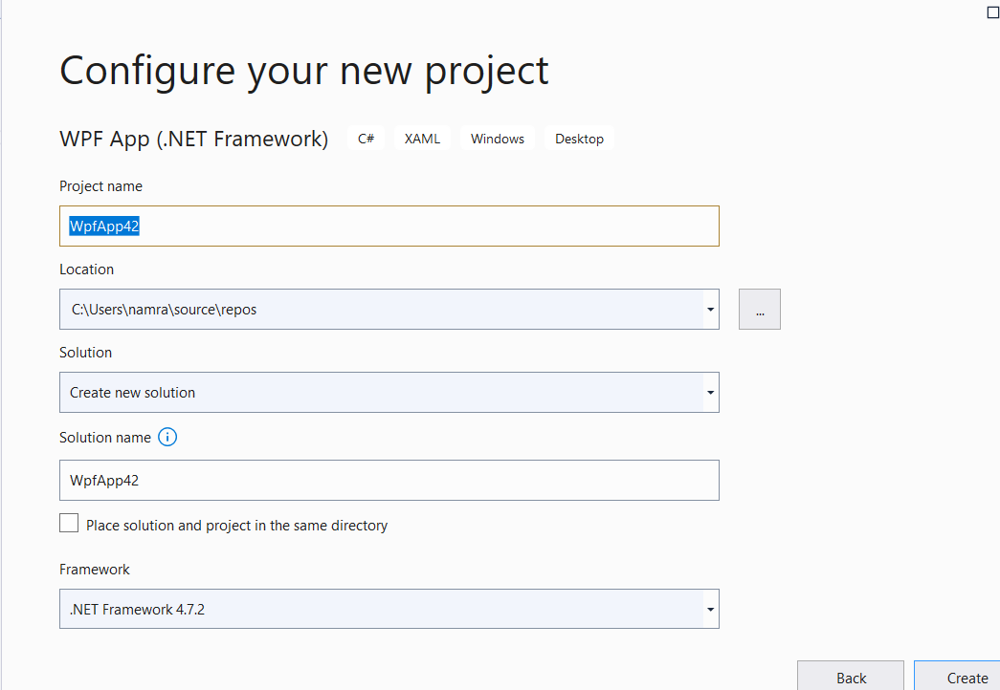 Configure your new project
WPF App (.NET Framework) C# XAML Windows Desktop
Project name
WpfApp42
Location
C:\Users\namra\source\repos
...
Solution
Create new solution
Solution name
WpfApp42
Place solution and project in the same directory
Framework
.NET Framework 4.7.2
Back Create